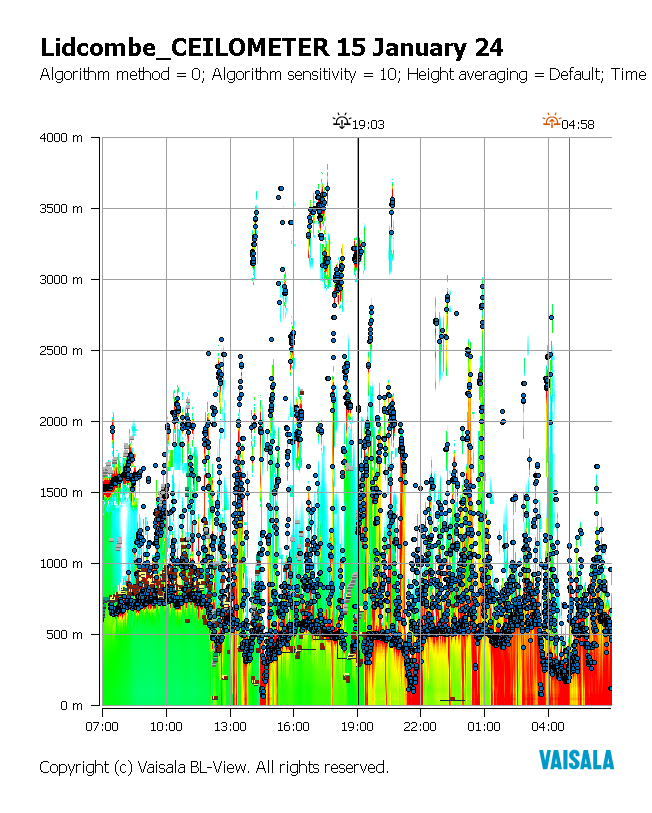 Lidcombe_CEILOMETER 15 January 24
Algorithm method = 0; Algorithm sensitivity = 10; Height averaging = Default; Time
19:03
04:58
4000 m
3500 m
3000 m
2500 m
2000 m
1500 m
1000 m
500 m
0 m
07:00 10:00 13:00 16:00 19:00 22:00 01:00 04:00
Copyright (c) Vaisala BL-View. All rights reserved.
VAISALA